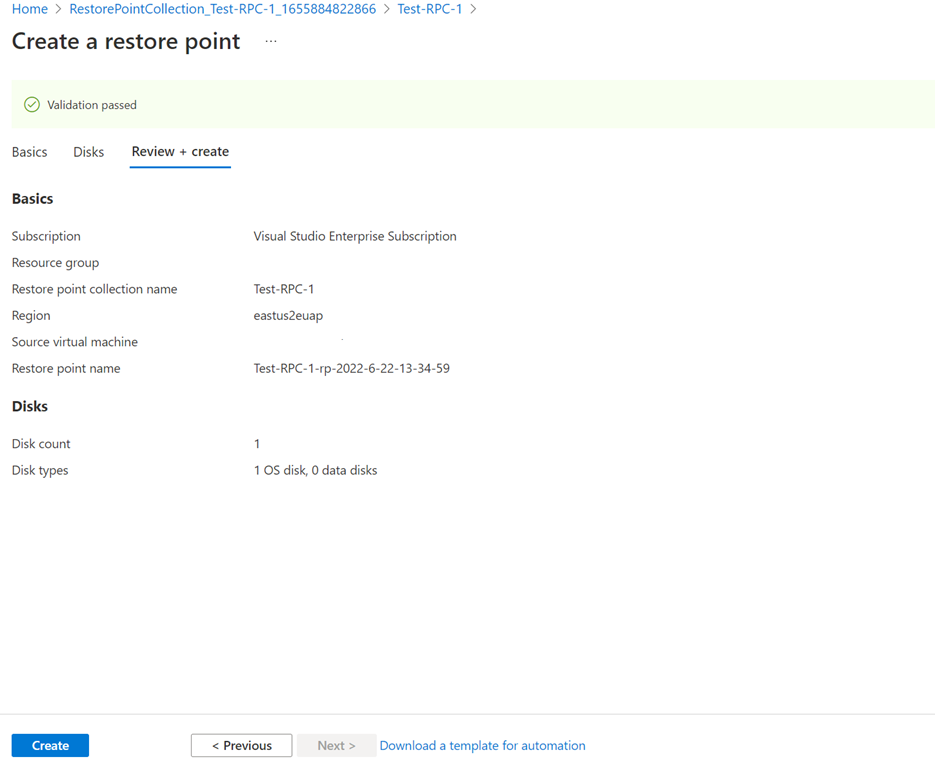 Home > RestorePointCollection_Test-RPC-1_1655884822866 > Test-RPC-1 >
Create a restore point ...
Validation passed
Basics Disks Review + create
Basics
Subscription Visual Studio Enterprise Subscription
Resource group
Restore point collection name Test-RPC-1
Region eastus2euap
Source virtual machine
Restore point name Test-RPC-1-rp-2022-6-22-13-34-59
Disks
Disk count 1
Disk types 1 OS disk, 0 data disks
Create < Previous Next > Download a template for automation